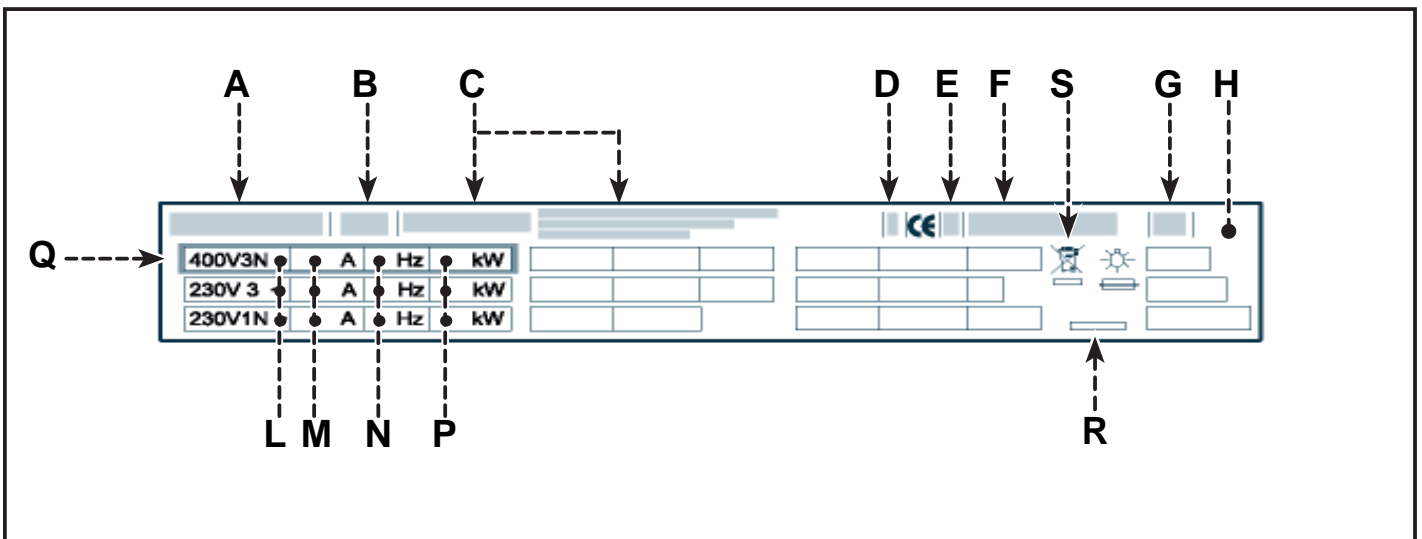 A B C D E F S G H
CE
Q
400V3N A Hz kW
230V 3 A Hz kW
230V1N A Hz kW
L M N P
R